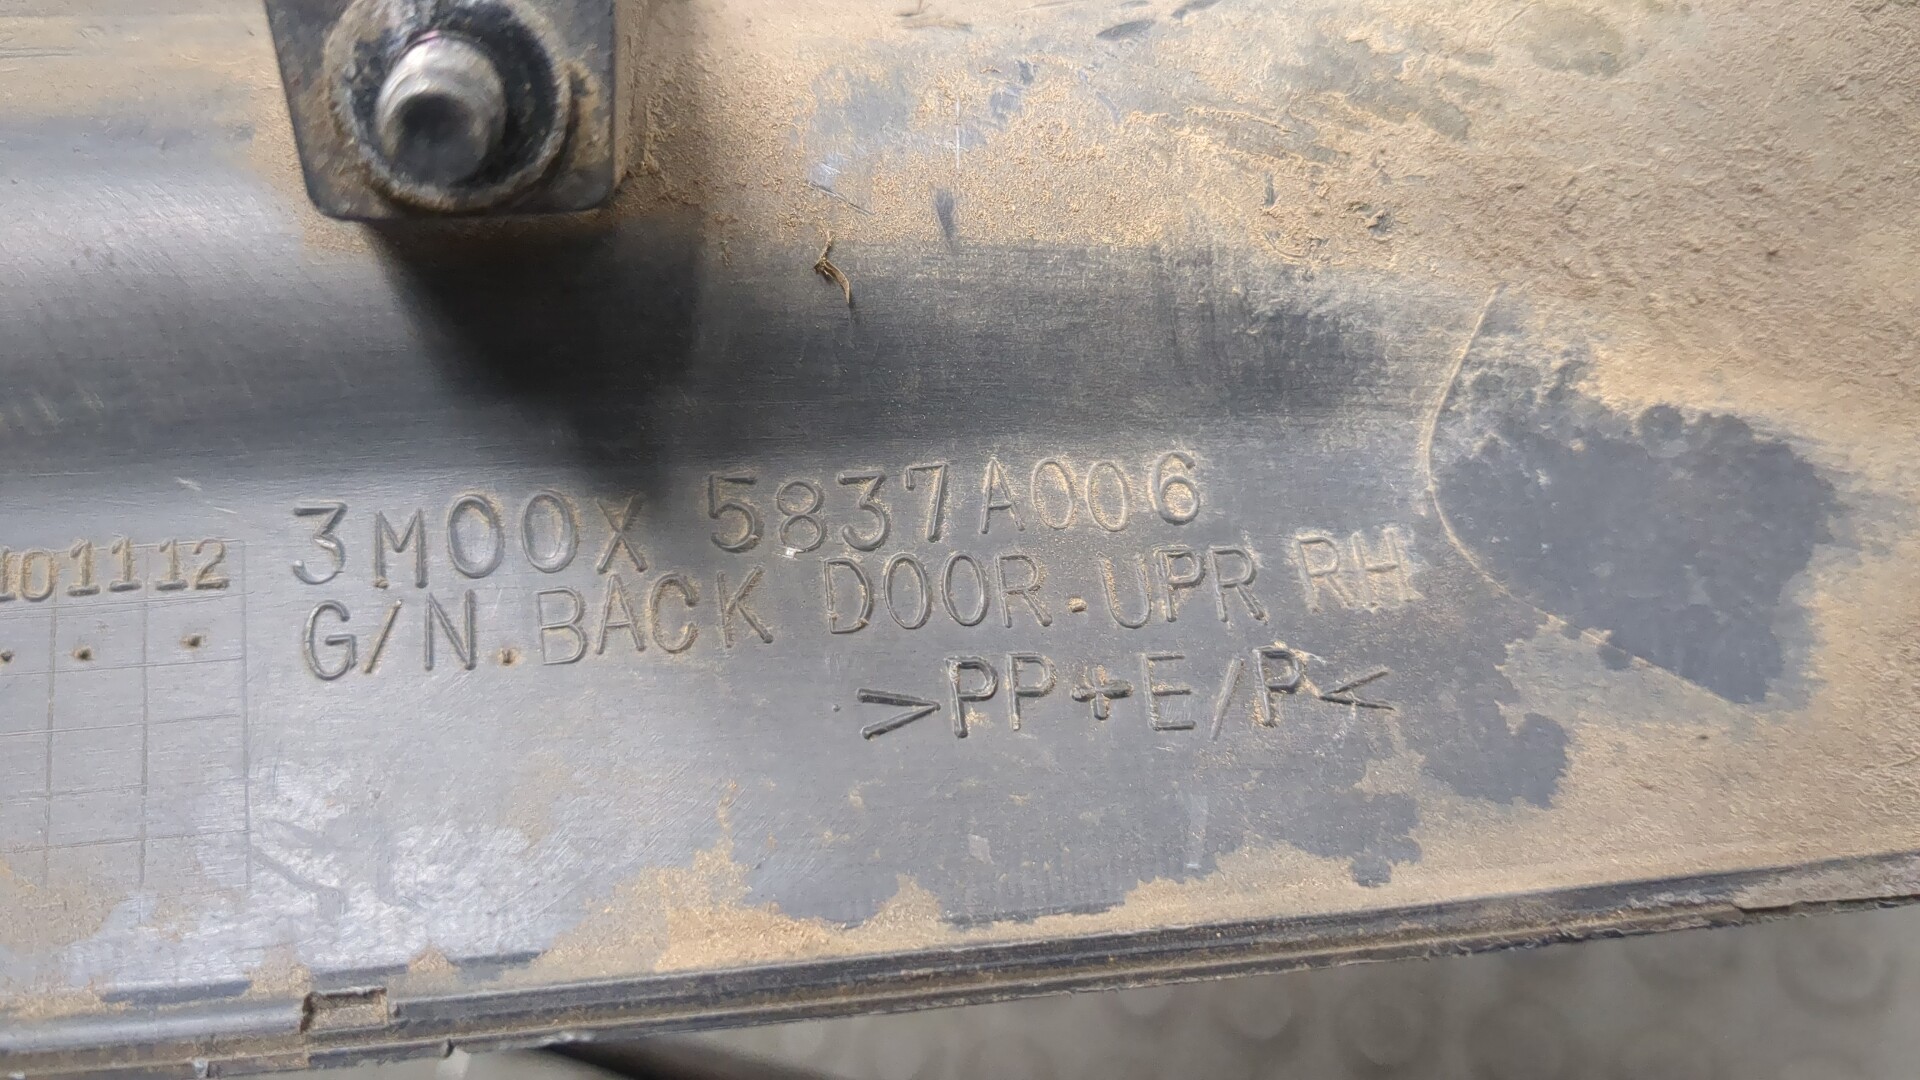 3M00X 5837A006
G/N.BACK DOOR.UPR RH
>PP+E/P<
101112